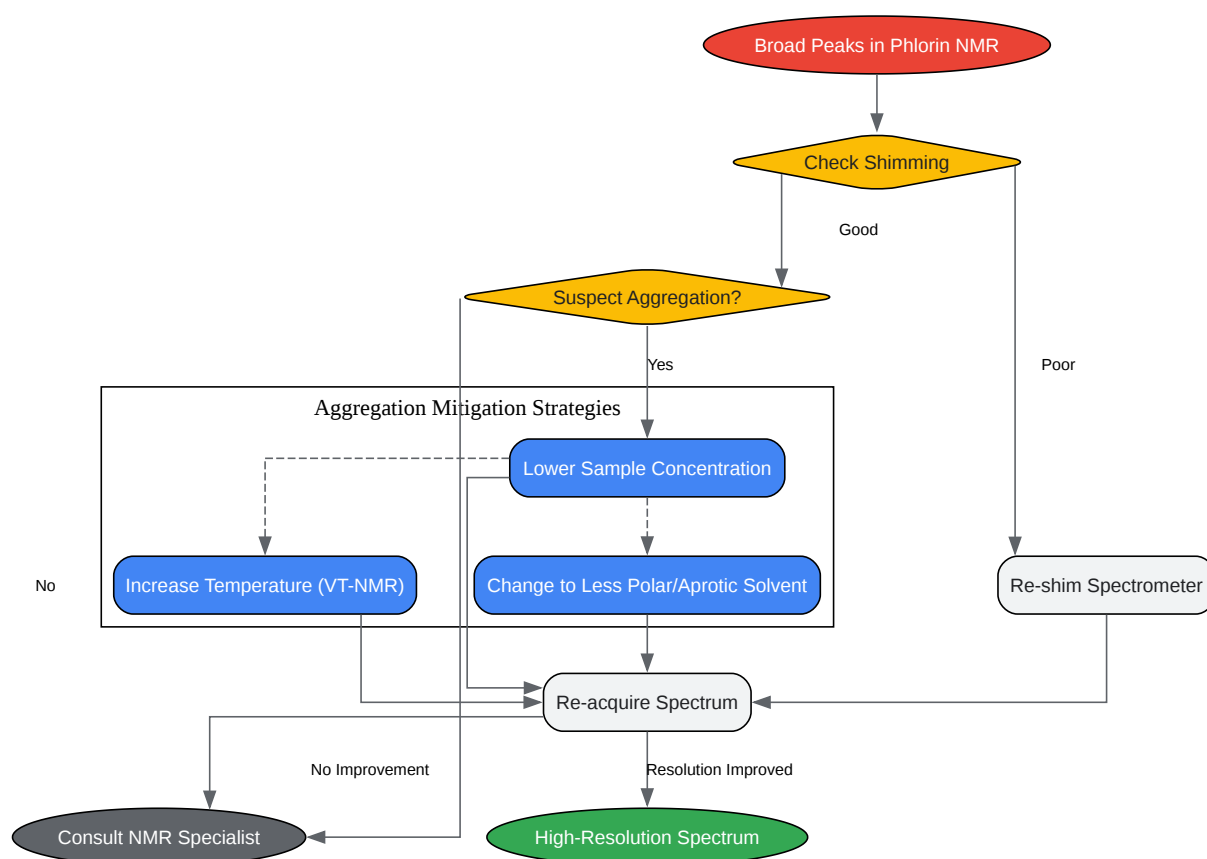 Broad Peaks in Phlorin NMR
Check Shimming
Good
Suspect Aggregation?
Yes
Poor
Aggregation Mitigation Strategies
Lower Sample Concentration
No
Increase Temperature (VT-NMR)
Change to Less Polar/Aprotic Solvent
Re-shim Spectrometer
Re-acquire Spectrum
No Improvement
Resolution Improved
Consult NMR Specialist
High-Resolution Spectrum